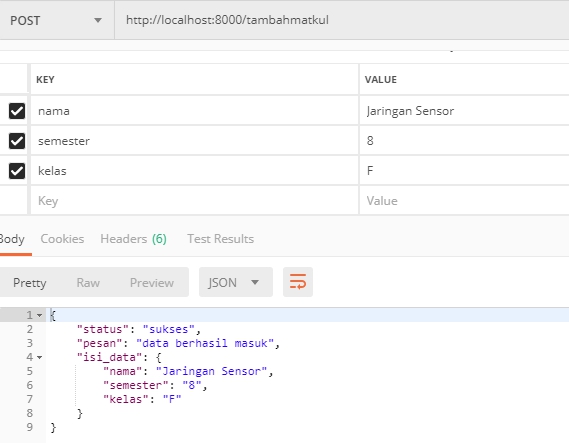 POST http://localhost:8000/tambahmatkul
KEY VALUE
nama Jaringan Sensor
semester 8
kelas F
Key Value
Body Cookies Headers (6) Test Results
Pretty Raw Preview JSON
1 {
2 "status": "sukses",
3 "pesan": "data berhasil masuk",
4 "isi_data": {
5 "nama": "Jaringan Sensor",
6 "semester": "8",
7 "kelas": "F"
8 }
9 }